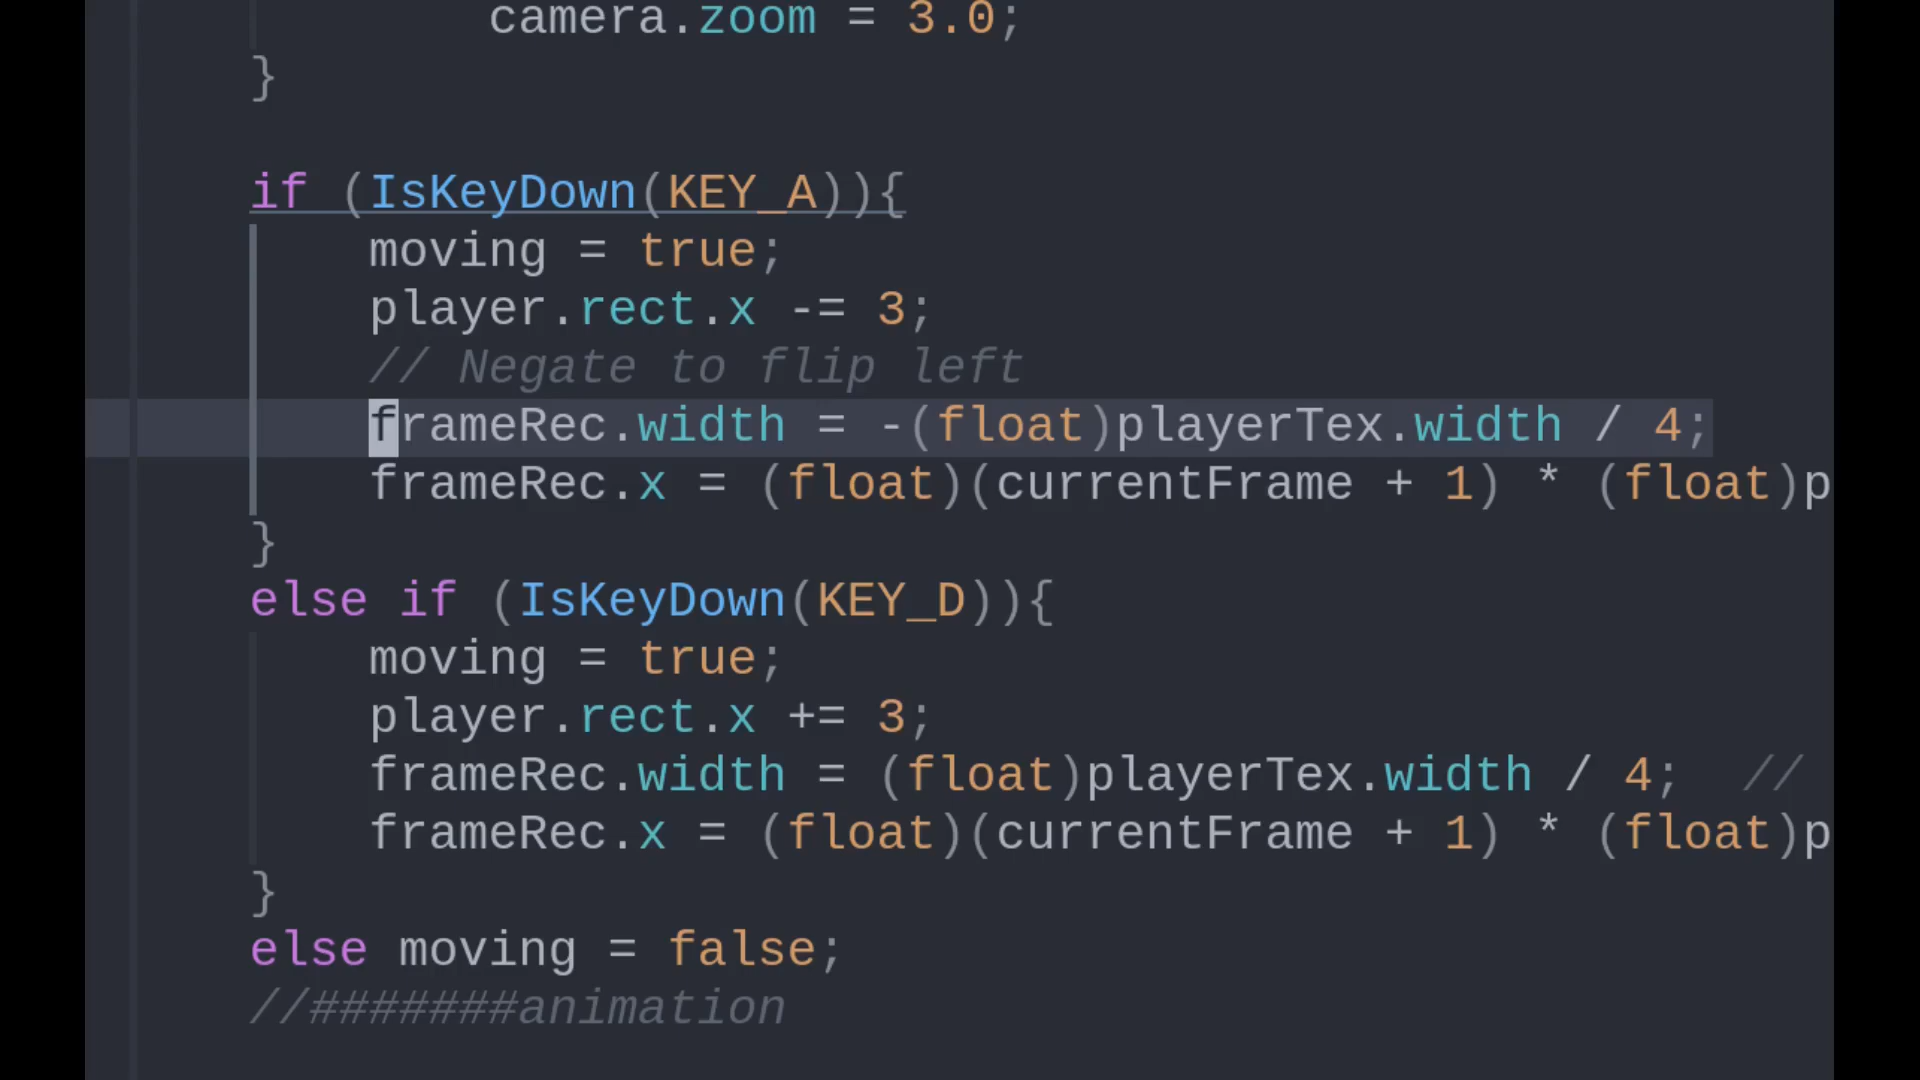 camera.zoom = 3.0;
}
if (IsKeyDown(KEY_A)){
moving = true;
player.rect.x -= 3;
// Negate to flip left
frameRec.width = -(float)playerTex.width / 4;
frameRec.x = (float)(currentFrame + 1) * (float)p
}
else if (IsKeyDown(KEY_D)){
moving = true;
player.rect.x += 3;
frameRec.width = (float)playerTex.width / 4;  //
frameRec.x = (float)(currentFrame + 1) * (float)p
}
else moving = false;
//#######animation